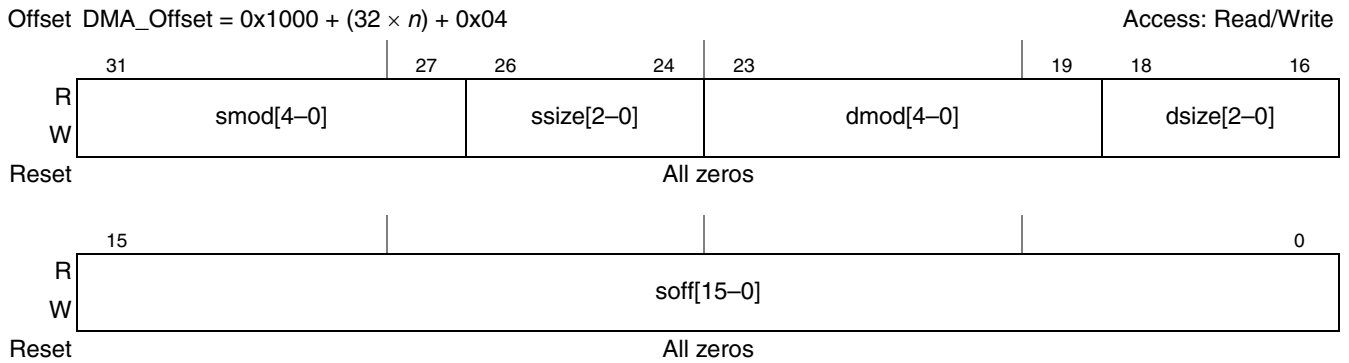 Offset DMA_Offset = 0x1000 + (32 × n) + 0x04 Access: Read/Write
31 27 26 24 23 19 18 16
R
W
smod[4–0] ssize[2–0] dmod[4–0] dsize[2–0]
Reset All zeros
15 0
R
W
soff[15–0]
Reset All zeros